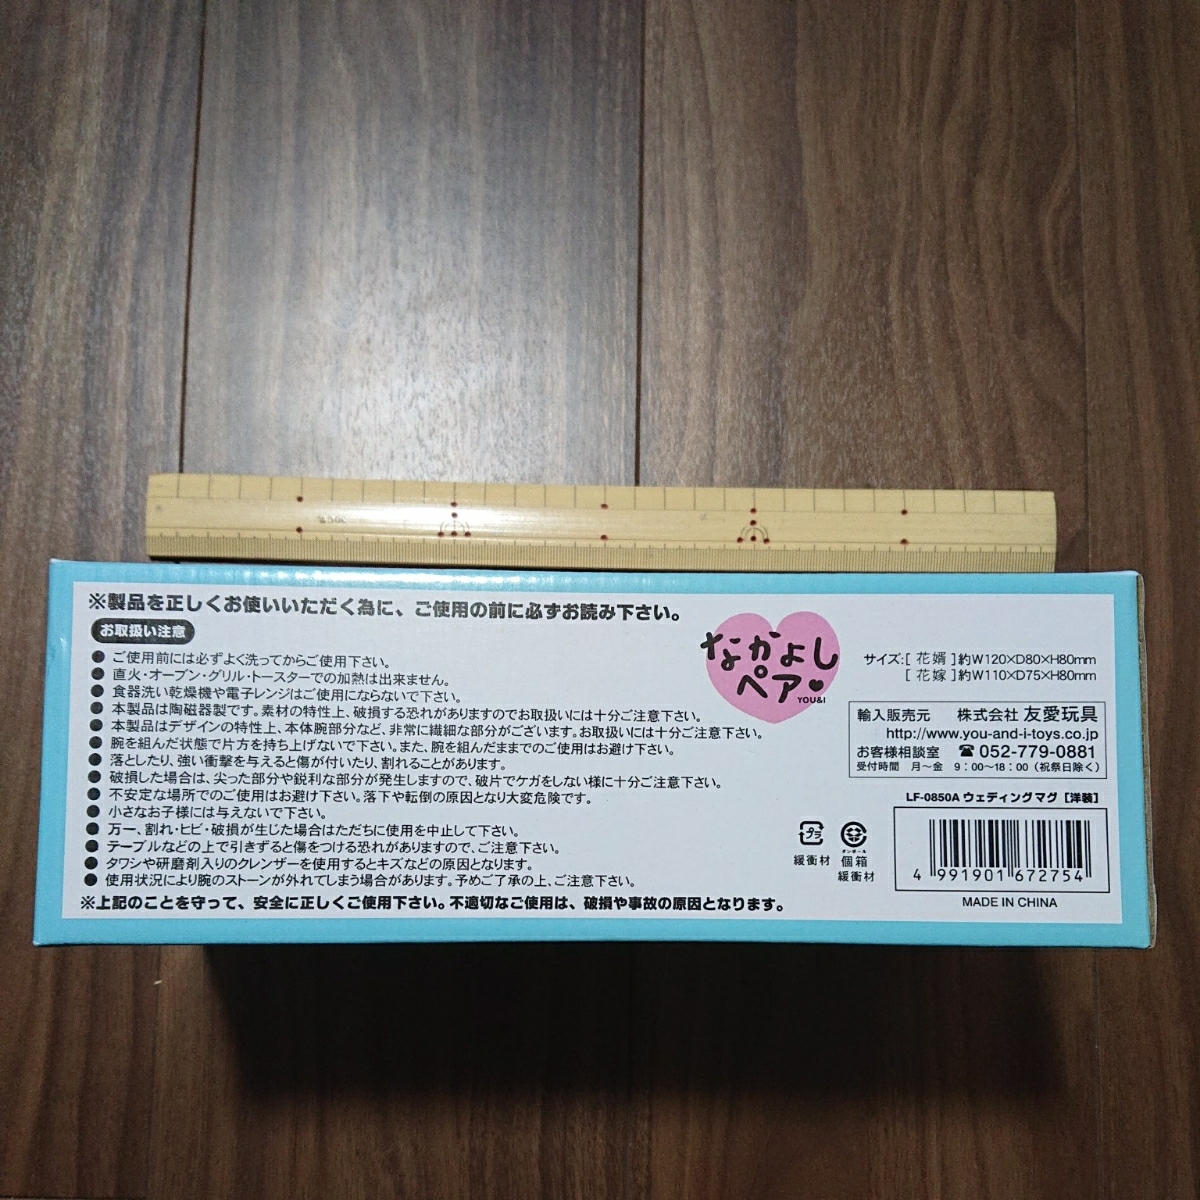 ※製品を正しくお使いいただく為に、ご使用の前に必ずお読み下さい。
お取扱い注意
● ご使用前には必ずよく洗ってからご使用下さい。
● 直火・オーブン・グリル・トースターでの加熱は出来ません。
● 食器洗い乾燥機や電子レンジはご使用にならないで下さい。
● 本製品は陶磁器製です。素材の特性上、破損する恐れがありますのでお取扱いには十分ご注意下さい。
● 本製品はデザインの特性上、本体腕部分など、非常に繊細な部分がございます。お取扱いには十分ご注意下さい。
● 腕を組んだ状態で片方を持ち上げないで下さい。また、腕を組んだままでのご使用はお避け下さい。
● 落としたり、強い衝撃を与えると傷が付いたり、割れることがあります。
● 破損した場合は、尖った部分や鋭利な部分が発生しますので、破片でケガをしない様に十分ご注意下さい。
● 不安定な場所でのご使用はお避け下さい。落下や転倒の原因となり大変危険です。
● 小さなお子様には与えないで下さい。
● 万一、割れ・ヒビ・破損が生じた場合はただちに使用を中止して下さい。
● テーブルなどの上で引きずると傷をつける恐れがありますので、ご注意下さい。
● タワシや研磨剤入りのクレンザーを使用するとキズなどの原因となります。
● 使用状況により腕のストーンが外れてしまう場合があります。予めご了承の上、ご注意下さい。
※上記のことを守って、安全に正しくご使用下さい。不適切なご使用は、破損や事故の原因となります。
なかよし
ペア
YOU&I
サイズ:[ 花婿 ]約W120×D80×H80mm
[ 花嫁 ]約W110×D75×H80mm
輸入販売元 株式会社 友愛玩具
http://www.you-and-i-toys.co.jp
お客様相談室 ☎ 052-779-0881
受付時間 月～金 9:00～18:00 (祝祭日除く)
LF-0850A ウェディングマグ [洋装]
プラ
緩衝材
ダンボール
個箱
緩衝材
4 991901 672754
MADE IN CHINA